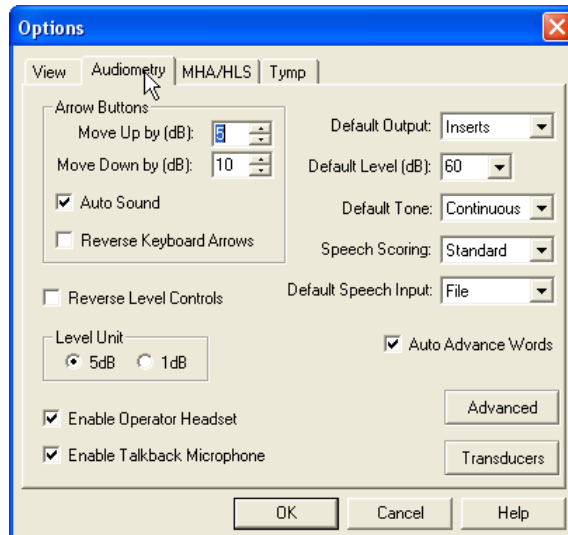 Options
View Audiometry MHA/HLS Tymp
Arrow Buttons
Move Up by (dB): 5
Move Down by (dB): 10
Auto Sound
Reverse Keyboard Arrows
Reverse Level Controls
Level Unit
5dB 1dB
Enable Operator Headset
Enable Talkback Microphone
Default Output: Inserts
Default Level (dB): 60
Default Tone: Continuous
Speech Scoring: Standard
Default Speech Input: File
Auto Advance Words
Advanced
Transducers
OK Cancel Help